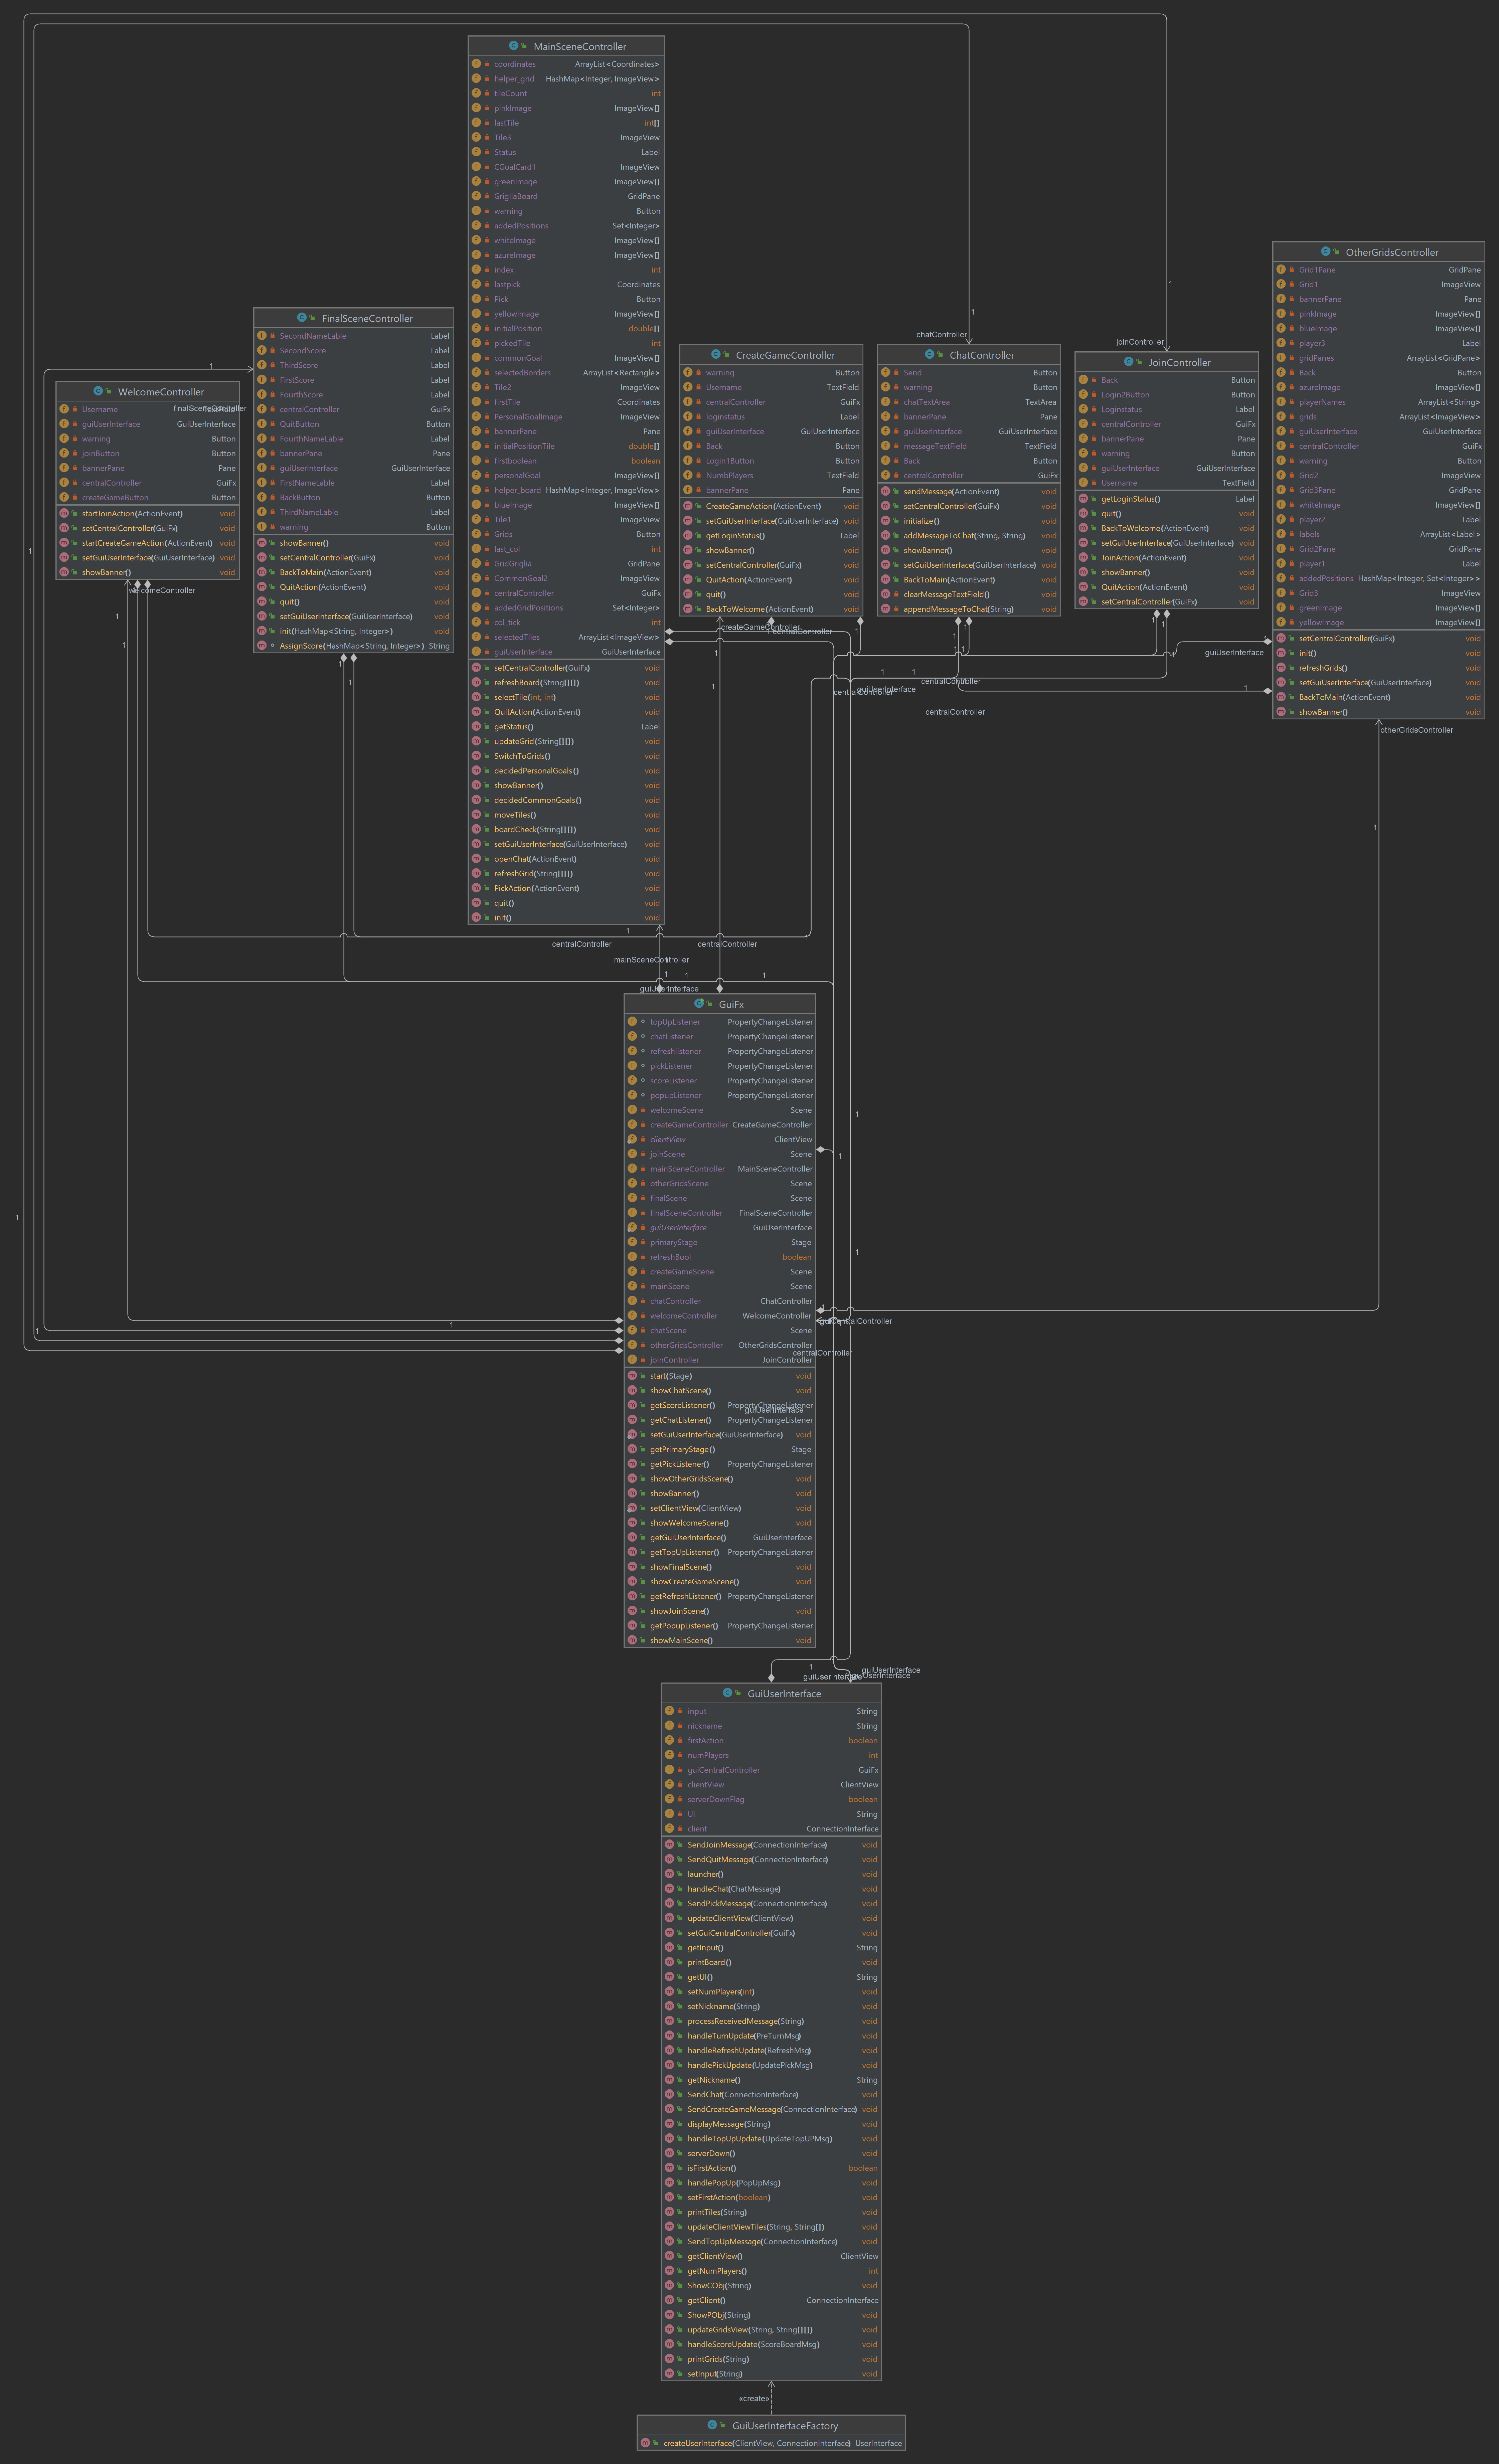 MainSceneController
coordinates ArrayList<Coordinates>
helper_grid HashMap<Integer, ImageView>
tileCount int
pinkImage ImageView[]
lastTile int[]
Tile3 ImageView
Status Label
CGoalCard1 ImageView
greenImage ImageView[]
GrigliaBoard GridPane
warning Button
addedPositions Set<Integer>
whiteImage ImageView[]
azureImage ImageView[]
index int
lastpick Coordinates
Pick Button
yellowImage ImageView[]
initialPosition double[]
pickedTile int
commonGoal ImageView[]
selectedBorders ArrayList<Rectangle>
Tile2 ImageView
firstTile Coordinates
PersonalGoalImage ImageView
bannerPane Pane
initialPositionTile double[]
firstboolean boolean
personalGoal ImageView[]
helper_board HashMap<Integer, ImageView>
blueImage ImageView[]
Tile1 ImageView
Grids Button
last_col int
GridGriglia GridPane
CommonGoal2 ImageView
centralController GuiFx
addedGridPositions Set<Integer>
col_tick int
selectedTiles ArrayList<ImageView>
guiUserInterface GuiUserInterface
setCentralController(GuiFx) void
refreshBoard(String[][]) void
selectTile(int, int) void
QuitAction(ActionEvent) void
getStatus() Label
updateGrid(String[][]) void
SwitchToGrids() void
decidedPersonalGoals() void
showBanner() void
decidedCommonGoals() void
moveTiles() void
boardCheck(String[][]) void
setGuiUserInterface(GuiUserInterface) void
openChat(ActionEvent) void
refreshGrid(String[][]) void
PickAction(ActionEvent) void
quit() void
init() void
OtherGridsController
Grid1Pane GridPane
Grid1 ImageView
bannerPane Pane
pinkImage ImageView[]
blueImage ImageView[]
player3 Label
gridPanes ArrayList<GridPane>
Back Button
azureImage ImageView[]
playerNames ArrayList<String>
grids ArrayList<ImageView>
guiUserInterface GuiUserInterface
centralController GuiFx
warning Button
Grid2 ImageView
Grid3Pane GridPane
whiteImage ImageView[]
player2 Label
labels ArrayList<Label>
Grid2Pane GridPane
player1 Label
addedPositions HashMap<Integer, Set<Integer>>
Grid3 ImageView
greenImage ImageView[]
yellowImage ImageView[]
setCentralController(GuiFx) void
init() void
refreshGrids() void
setGuiUserInterface(GuiUserInterface) void
BackToMain(ActionEvent) void
showBanner() void
FinalSceneController
SecondNameLable Label
SecondScore Label
ThirdScore Label
FirstScore Label
FourthScore Label
centralController GuiFx
QuitButton Button
FourthNameLable Label
bannerPane Pane
guiUserInterface GuiUserInterface
FirstNameLable Label
BackButton Button
ThirdNameLable Label
warning Button
showBanner() void
setCentralController(GuiFx) void
BackToMain(ActionEvent) void
QuitAction(ActionEvent) void
quit() void
setGuiUserInterface(GuiUserInterface) void
init(HashMap<String, Integer>) void
AssignScore(HashMap<String, Integer>) String
WelcomeController
Username
guiUserInterface GuiUserInterface
warning Button
joinButton Button
bannerPane Pane
centralController GuiFx
createGameButton Button
startJoinAction(ActionEvent) void
setCentralController(GuiFx) void
startCreateGameAction(ActionEvent) void
setGuiUserInterface(GuiUserInterface) void
showBanner() void
CreateGameController
warning Button
Username TextField
centralController GuiFx
loginstatus Label
guiUserInterface GuiUserInterface
Back Button
Login1Button Button
NumbPlayers TextField
bannerPane Pane
CreateGameAction(ActionEvent) void
setGuiUserInterface(GuiUserInterface) void
getLoginStatus() Label
showBanner() void
setCentralController(GuiFx) void
QuitAction(ActionEvent) void
quit() void
BackToWelcome(ActionEvent) void
ChatController
Send Button
warning Button
chatTextArea TextArea
bannerPane Pane
guiUserInterface GuiUserInterface
messageTextField TextField
Back Button
centralController GuiFx
sendMessage(ActionEvent) void
setCentralController(GuiFx) void
initialize() void
addMessageToChat(String, String) void
showBanner() void
setGuiUserInterface(GuiUserInterface) void
BackToMain(ActionEvent) void
clearMessageTextField() void
appendMessageToChat(String) void
JoinController
Back Button
Login2Button Button
Loginstatus Label
centralController GuiFx
bannerPane Pane
warning Button
guiUserInterface GuiUserInterface
Username TextField
getLoginStatus() Label
quit() void
BackToWelcome(ActionEvent) void
setGuiUserInterface(GuiUserInterface) void
JoinAction(ActionEvent) void
showBanner() void
QuitAction(ActionEvent) void
setCentralController(GuiFx) void
chatController
joinController
finalSceneController
welcomeController
createGameController
centralController
guiUserInterface
otherGridsController
guiUserInterface
centralController
centralController
centralController
centralController
centralController
mainSceneController
guiUserInterface
GuiFx
topUpListener PropertyChangeListener
chatListener PropertyChangeListener
refreshlistener PropertyChangeListener
pickListener PropertyChangeListener
scoreListener PropertyChangeListener
popupListener PropertyChangeListener
welcomeScene Scene
createGameController CreateGameController
clientView ClientView
joinScene Scene
mainSceneController MainSceneController
otherGridsScene Scene
finalScene Scene
finalSceneController FinalSceneController
guiUserInterface GuiUserInterface
primaryStage Stage
refreshBool boolean
createGameScene Scene
mainScene Scene
chatController ChatController
welcomeController WelcomeController
chatScene Scene
otherGridsController OtherGridsController
joinController JoinController
guiCentralController
centralController
start(Stage) void
showChatScene() void
getScoreListener() PropertyChangeListener
guiUserInterface
getChatListener() PropertyChangeListener
setGuiUserInterface(GuiUserInterface) void
getPrimaryStage() Stage
getPickListener() PropertyChangeListener
showOtherGridsScene() void
showBanner() void
setClientView(ClientView) void
showWelcomeScene() void
getGuiUserInterface() GuiUserInterface
getTopUpListener() PropertyChangeListener
showFinalScene() void
showCreateGameScene() void
getRefreshListener() PropertyChangeListener
showJoinScene() void
getPopupListener() PropertyChangeListener
showMainScene() void
guiUserInterface
guiUserInterface
guiUserInterface
GuiUserInterface
input String
nickname String
firstAction boolean
numPlayers int
guiCentralController GuiFx
clientView ClientView
serverDownFlag boolean
UI String
client ConnectionInterface
SendJoinMessage(ConnectionInterface) void
SendQuitMessage(ConnectionInterface) void
launcher() void
handleChat(ChatMessage) void
SendPickMessage(ConnectionInterface) void
updateClientView(ClientView) void
setGuiCentralController(GuiFx) void
getInput() String
printBoard() void
getUI() String
setNumPlayers(int) void
setNickname(String) void
processReceivedMessage(String) void
handleTurnUpdate(PreTurnMsg) void
handleRefreshUpdate(RefreshMsg) void
handlePickUpdate(UpdatePickMsg) void
getNickname() String
SendChat(ConnectionInterface) void
SendCreateGameMessage(ConnectionInterface) void
displayMessage(String) void
handleTopUpUpdate(UpdateTopUPMsg) void
serverDown() void
isFirstAction() boolean
handlePopUp(PopUpMsg) void
setFirstAction(boolean) void
printTiles(String) void
updateClientViewTiles(String, String[]) void
SendTopUpMessage(ConnectionInterface) void
getClientView() ClientView
getNumPlayers() int
ShowCObj(String) void
getClient() ConnectionInterface
ShowPObj(String) void
updateGridsView(String, String[][]) void
handleScoreUpdate(ScoreBoardMsg) void
printGrids(String) void
setInput(String) void
«create»
GuiUserInterfaceFactory
createUserInterface(ClientView, ConnectionInterface) UserInterface